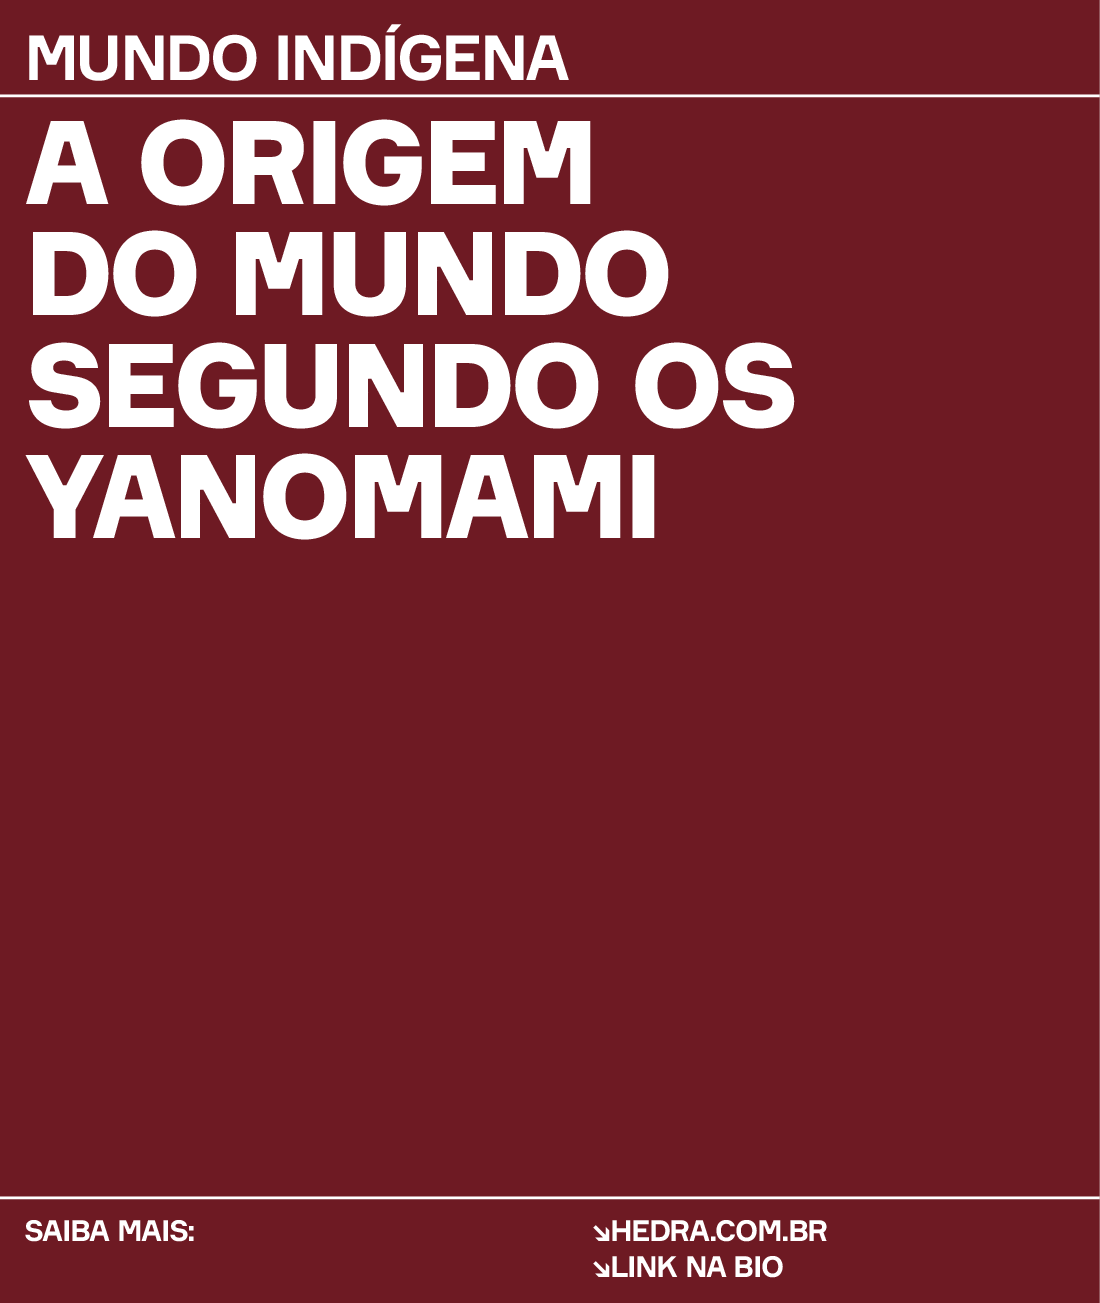 MUNDO INDÍGENA
A ORIGEM
DO MUNDO
SEGUNDO OS
YANOMAMI
SAIBA MAIS:
↘HEDRA.COM.BR
↘LINK NA BIO